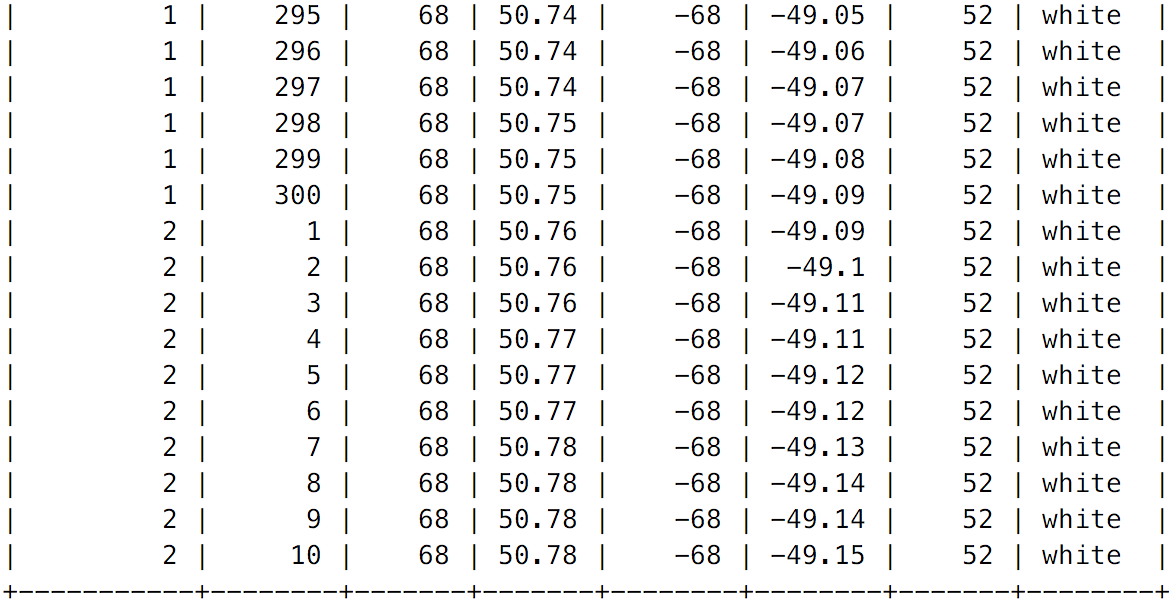 |          1 |    295 |    68 | 50.74 |    -68 | -49.05 |    52 | white  |
|          1 |    296 |    68 | 50.74 |    -68 | -49.06 |    52 | white  |
|          1 |    297 |    68 | 50.74 |    -68 | -49.07 |    52 | white  |
|          1 |    298 |    68 | 50.75 |    -68 | -49.07 |    52 | white  |
|          1 |    299 |    68 | 50.75 |    -68 | -49.08 |    52 | white  |
|          1 |    300 |    68 | 50.75 |    -68 | -49.09 |    52 | white  |
|          2 |      1 |    68 | 50.76 |    -68 | -49.09 |    52 | white  |
|          2 |      2 |    68 | 50.76 |    -68 |  -49.1 |    52 | white  |
|          2 |      3 |    68 | 50.76 |    -68 | -49.11 |    52 | white  |
|          2 |      4 |    68 | 50.77 |    -68 | -49.11 |    52 | white  |
|          2 |      5 |    68 | 50.77 |    -68 | -49.12 |    52 | white  |
|          2 |      6 |    68 | 50.77 |    -68 | -49.12 |    52 | white  |
|          2 |      7 |    68 | 50.78 |    -68 | -49.13 |    52 | white  |
|          2 |      8 |    68 | 50.78 |    -68 | -49.14 |    52 | white  |
|          2 |      9 |    68 | 50.78 |    -68 | -49.14 |    52 | white  |
|          2 |     10 |    68 | 50.78 |    -68 | -49.15 |    52 | white  |
+-----------+--------+-------+-------+--------+--------+-------+--------+